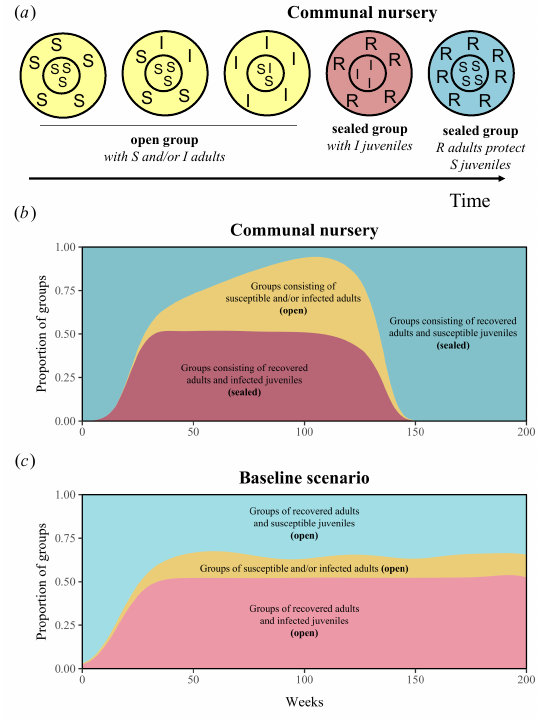 (a)
Communal nursery
S
S S
S S
S
S S
S I
I
S S
S
S S
I
I I
S I
S
I I
R
R R
I I
I
R R
R
R R
R R
S S
S S
R R
open group
with S and/or I adults
sealed group
with I juveniles
sealed group
R adults protect
S juveniles
Time
(b)
Communal nursery
Proportion of groups
1.00
0.75
0.50
0.25
0.00
Groups consisting of
susceptible and/or infected adults
(open)
Groups consisting of recovered
adults and susceptible juveniles
(sealed)
Groups consisting of recovered
adults and infected juveniles
(sealed)
0 50 100 150 200
(c)
Baseline scenario
Proportion of groups
1.00
0.75
0.50
0.25
0.00
Groups of recovered adults
and susceptible juveniles
(open)
Groups of susceptible and/or infected adults (open)
Groups of recovered adults
and infected juveniles
(open)
0 50 100 150 200
Weeks